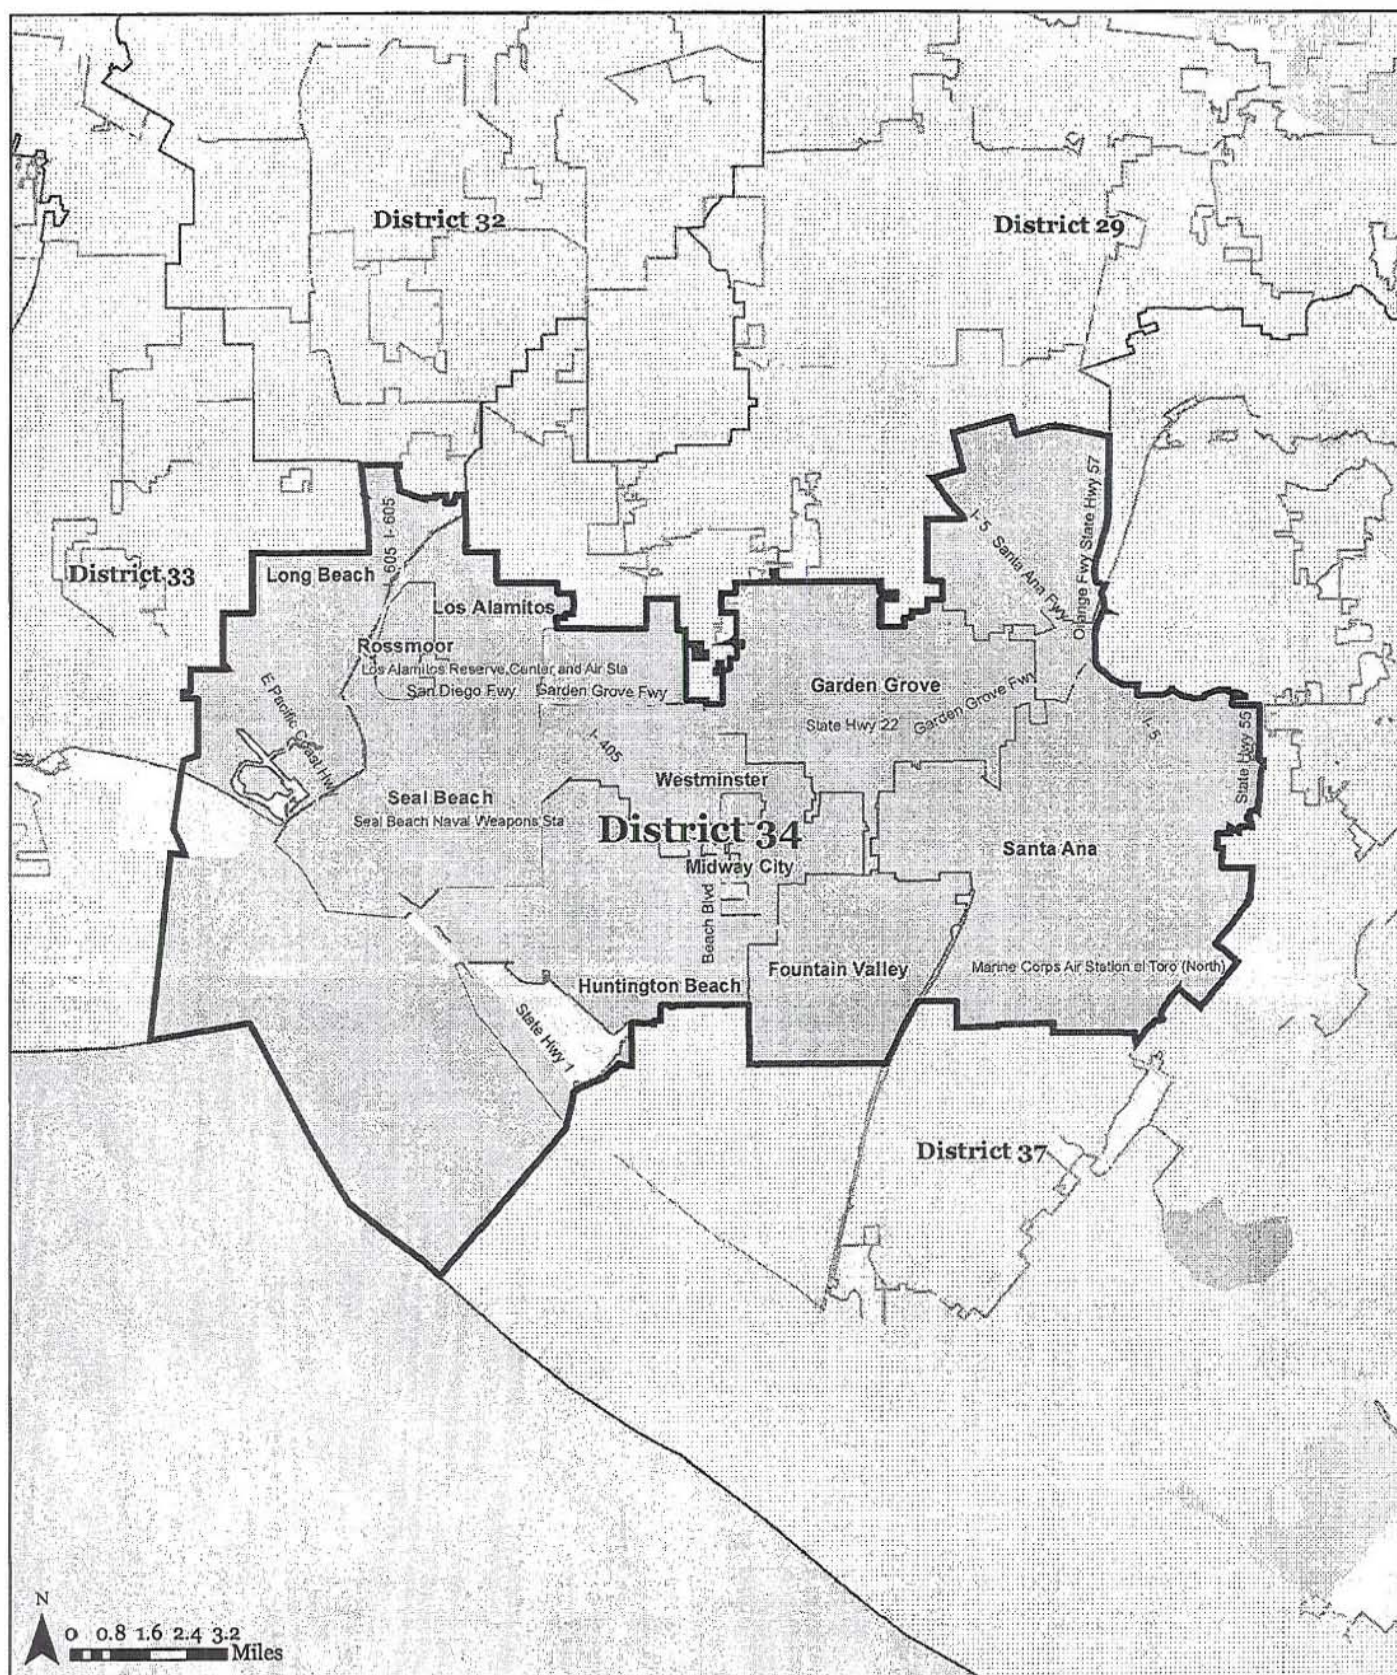 District 32
District 29
District 33
Long Beach
I- 605 I- 605
Los Alamitos
Rossmoor
Los Alamitos Reserve Center and Air Sta
San Diego Fwy
Garden Grove Fwy
E Pacific Coast Hwy
I- 405
I- 5 Santa Ana Fwy
Orange Fwy State Hwy 57
Garden Grove
State Hwy 22
Garden Grove Fwy
I- 5
State Hwy 55
Westminster
Seal Beach
Seal Beach Naval Weapons Sta
District 34
Santa Ana
Midway City
Beach Blvd
Fountain Valley
Marine Corps Air Station el Toro (North)
Huntington Beach
State Hwy 1
District 37
N
0 0.8 1.6 2.4 3.2
Miles